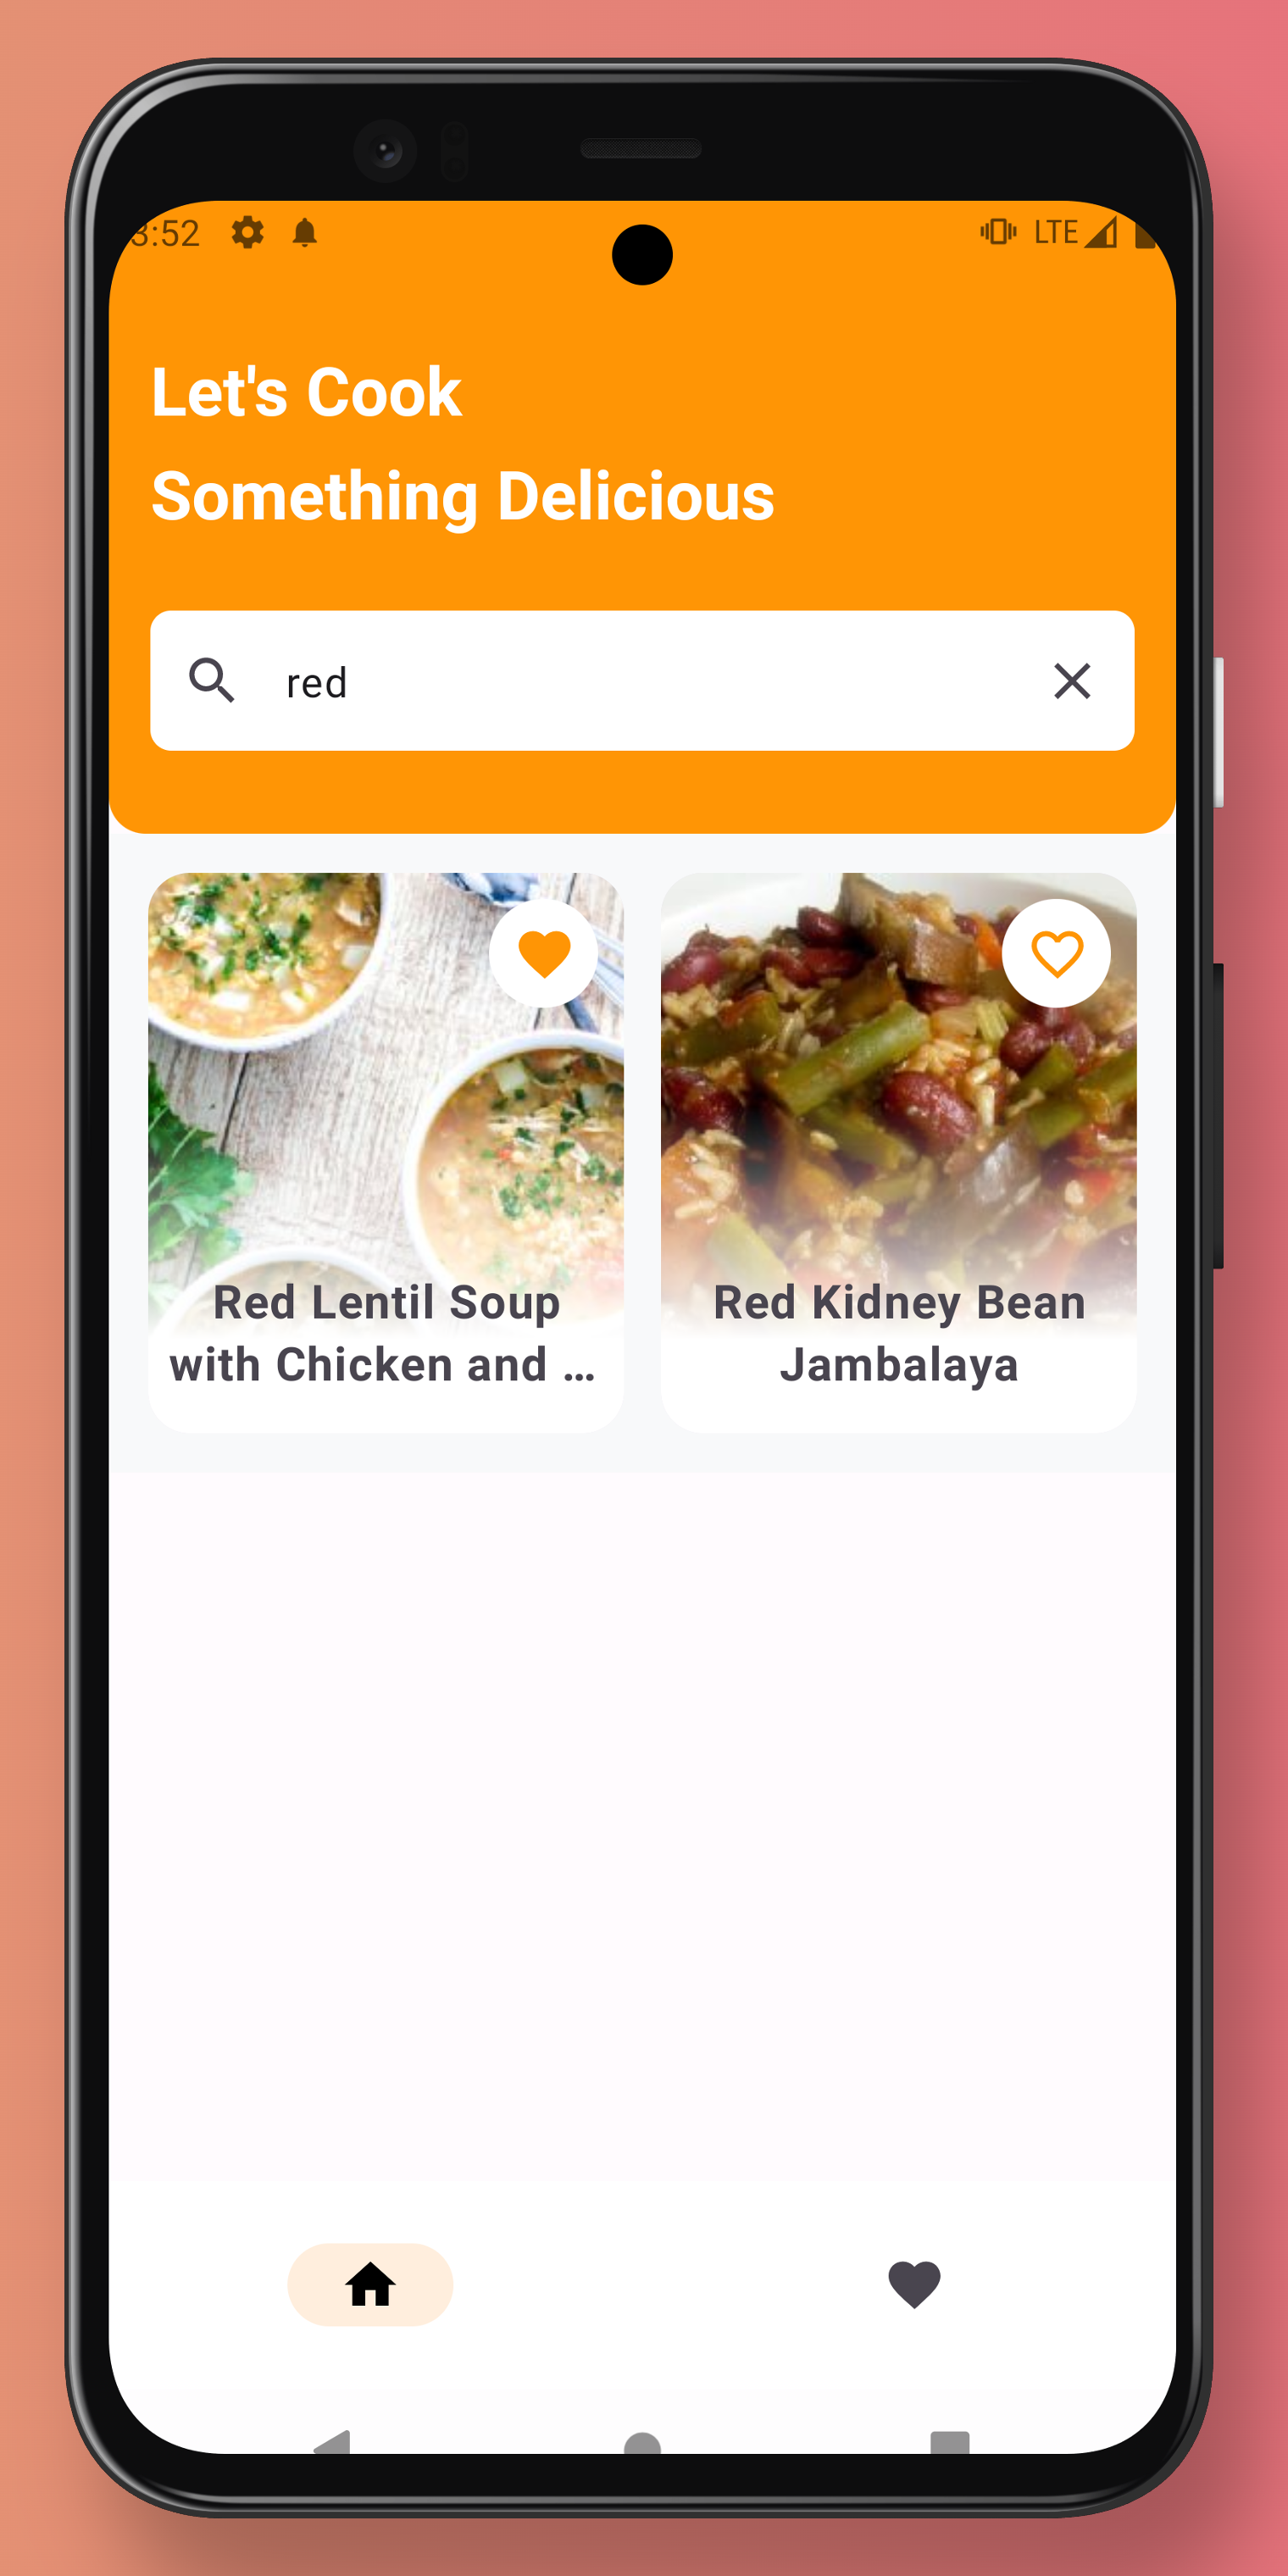 3:52
LTE
Let's Cook
Something Delicious
red
Red Lentil Soup
with Chicken and ...
Red Kidney Bean
Jambalaya